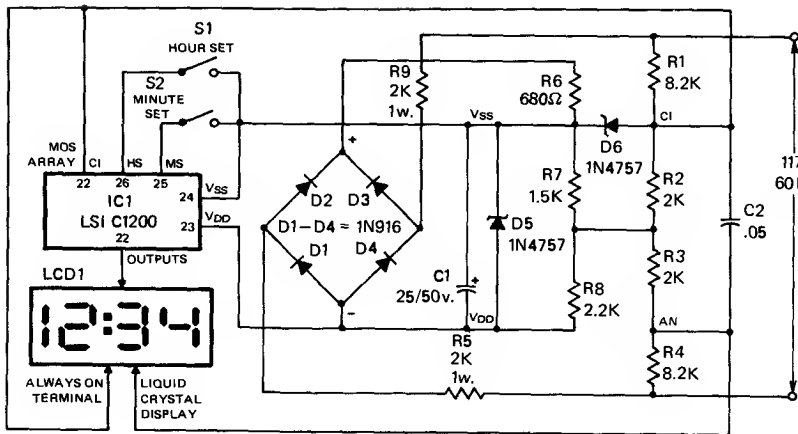 S1
HOUR SET
S2
MINUTE
SET
MOS
ARRAY
CI
HS
MS
22
26
25
IC1
LSI C1200
24
VSS
23
VDD
22
OUTPUTS
LCD1
12:34
ALWAYS ON
TERMINAL
LIQUID
CRYSTAL
DISPLAY
R9
2K
1w.
+
D2
D3
D1–D4 = 1N916
D1
D4
-
R6
680Ω
VSS
D6
1N4757
CI
R1
8.2K
R7
1.5K
R2
2K
D5
1N4757
C1
25/50v.
+
R8
2.2K
R3
2K
C2
.05
VDD
AN
R5
2K
1w.
R4
8.2K